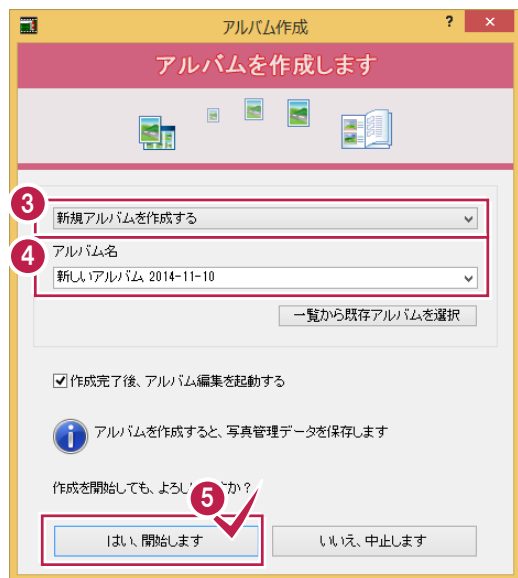 アルバム作成
?
×
アルバムを作成します
3
新規アルバムを作成する
4
アルバム名
新しいアルバム 2014-11-10
一覧から既存アルバムを選択
作成完了後、アルバム編集を起動する
アルバムを作成すると、写真管理データを保存します
作成を開始しても、よろし すか?
5
はい、開始します
いいえ、中止します